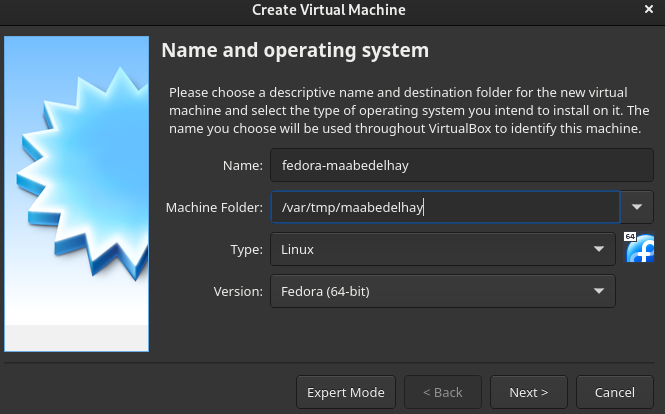 Create Virtual Machine ×
Name and operating system
Please choose a descriptive name and destination folder for the new virtual
machine and select the type of operating system you intend to install on it. The
name you choose will be used throughout VirtualBox to identify this machine.
Name: fedora-maabedelhay
Machine Folder: /var/tmp/maabedelhay
Type: Linux 64
Version: Fedora (64-bit)
Expert Mode < Back Next > Cancel